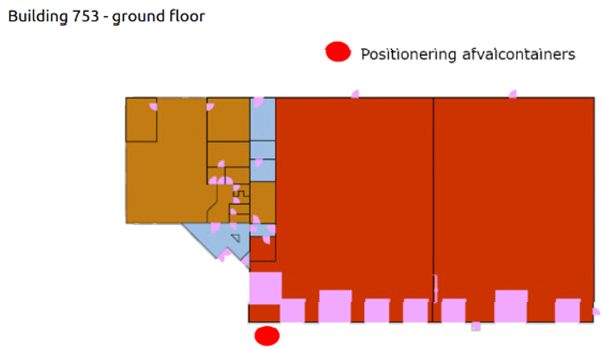 Building 753 - ground floor
Positionering afvalcontainers